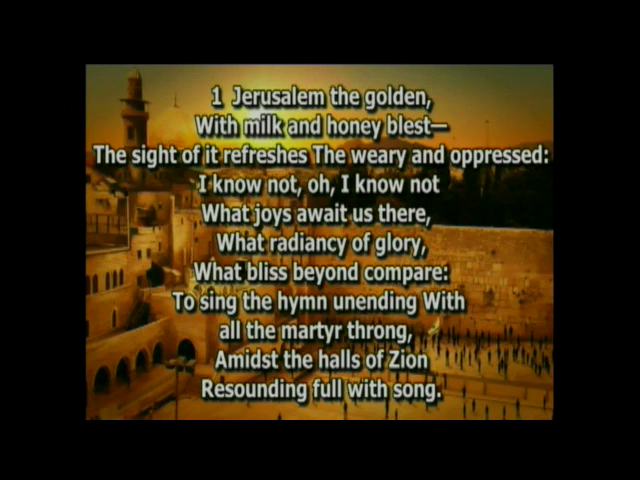 1 Jerusalem the golden,
With milk and honey blest—
The sight of it refreshes The weary and oppressed:
I know not, oh, I know not
What joys await us there,
What radiancy of glory,
What bliss beyond compare:
To sing the hymn unending With
all the martyr throng,
Amidst the halls of Zion
Resounding full with song.